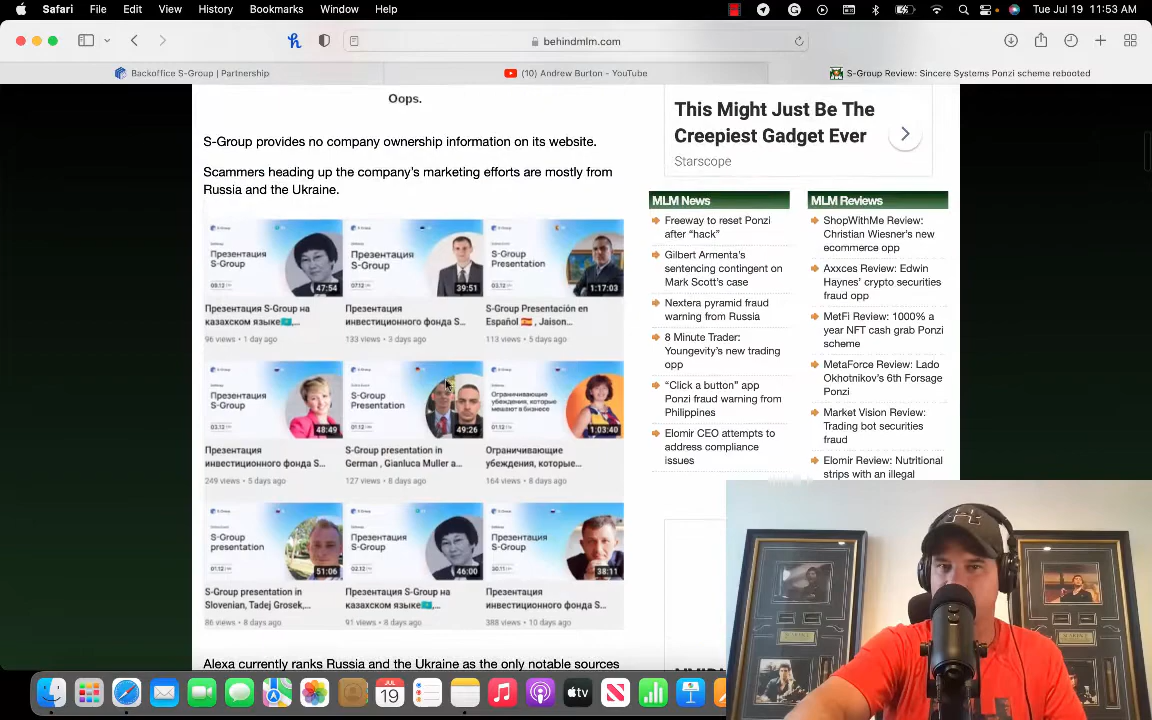 Safari File Edit View History Bookmarks Window Help Tue Jul 19 11:53 AM
behindmlm.com
Backoffice S-Group | Partnership
(10) Andrew Burton - YouTube
S-Group Review: Sincere Systems Ponzi scheme rebooted
Oops.
S-Group provides no company ownership information on its website.
Scammers heading up the company's marketing efforts are mostly from
Russia and the Ukraine.
Презентация
S-Group
47:54
Презентация S-Group на
казахском языке
96 views • 1 day ago
Презентация
S-Group
39:51
Презентация
инвестиционного фонда S...
133 views • 3 days ago
S-Group
Presentation
1:17:03
S-Group Presentación en
Español , Jaison...
113 views • 5 days ago
48:49
Презентация
инвестиционного фонда S...
249 views • 5 days ago
S-Group
Presentation
49:26
S-Group presentation in
German , Gianluca Muller a...
127 views • 8 days ago
Ограничивающие
убеждения, которые
мешают в бизнесе
1:03:40
Ограничивающие
убеждения, которые...
164 views • 8 days ago
S-Group
presentation
51:06
S-Group presentation in
Slovenian, Tadej Grosek,...
86 views • 8 days ago
Презентация
S-Group
46:00
Презентация S-Group на
казахском языке
91 views • 8 days ago
Презентация
S-Group
38:11
Презентация
инвестиционного фонда S...
388 views • 10 days ago
Alexa currently ranks Russia and the Ukraine as the only notable sources
This Might Just Be The
Creepiest Gadget Ever
Starscope
MLM News
Freeway to reset Ponzi
after “hack”
Gilbert Armenta's
sentencing contingent on
Mark Scott's case
Nextera pyramid fraud
warning from Russia
8 Minute Trader:
Youngevity's new trading
opp
“Click a button” app
Ponzi fraud warning from
Philippines
Elomir CEO attempts to
address compliance
issues
MLM Reviews
ShopWithMe Review:
Christian Wiesner's new
ecommerce opp
Axxces Review: Edwin
Haynes' crypto securities
fraud opp
MetFi Review: 1000% a
year NFT cash grab Ponzi
scheme
MetaForce Review: Lado
Okhotnikov's 6th Forsage
Ponzi
Market Vision Review:
Trading bot securities
fraud
Elomir Review: Nutritional
strips with an illegal
JUL
19
tv